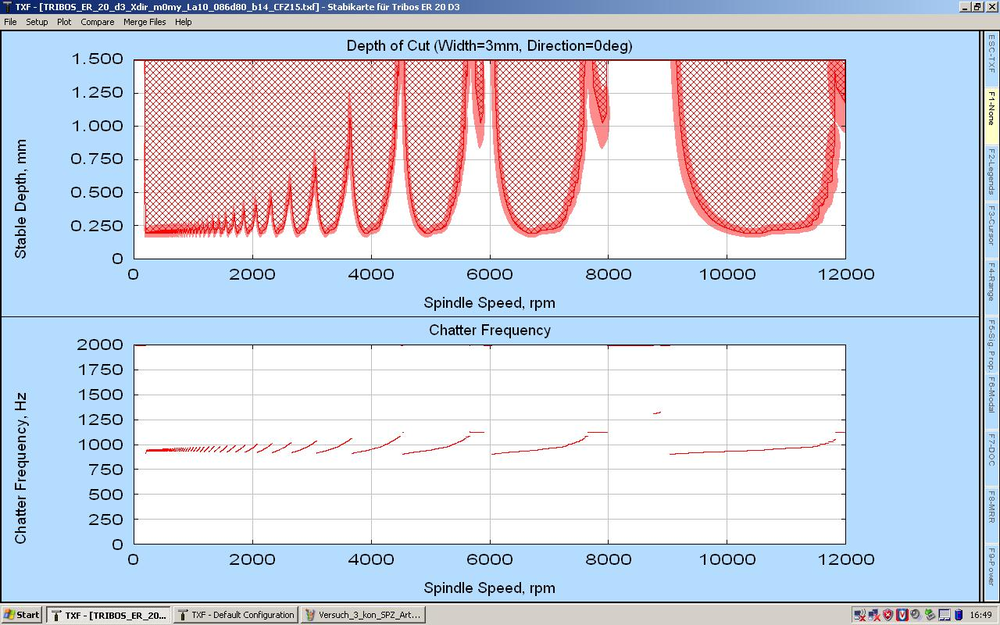 TXF - [TRIBOS_ER_20_d3_Xdir_m0my_La10_086d80_b14_CFZ15.txf] - Stabikarte für Tribos ER 20 D3
File Setup Plot Compare Merge Files Help
Depth of Cut (Width=3mm, Direction=0deg)
1.500
1.250
1.000
0.750
0.500
0.250
0
Stable Depth, mm
0 2000 4000 6000 8000 10000 12000
Spindle Speed, rpm
Chatter Frequency
2000
1750
1500
1250
1000
750
500
250
0
Chatter Frequency, Hz
0 2000 4000 6000 8000 10000 12000
Spindle Speed, rpm
ESC-TXF
F1-None
F2-Legends
F3-Cursor
F4-Range
F5-Sig. Prop.
F6-Modal
F7-DOC
F8-MRR
F9-Power
Start TXF - [TRIBOS_ER_20... TXF - Default Configuration Versuch_3_kon_SPZ_Art... 16:49